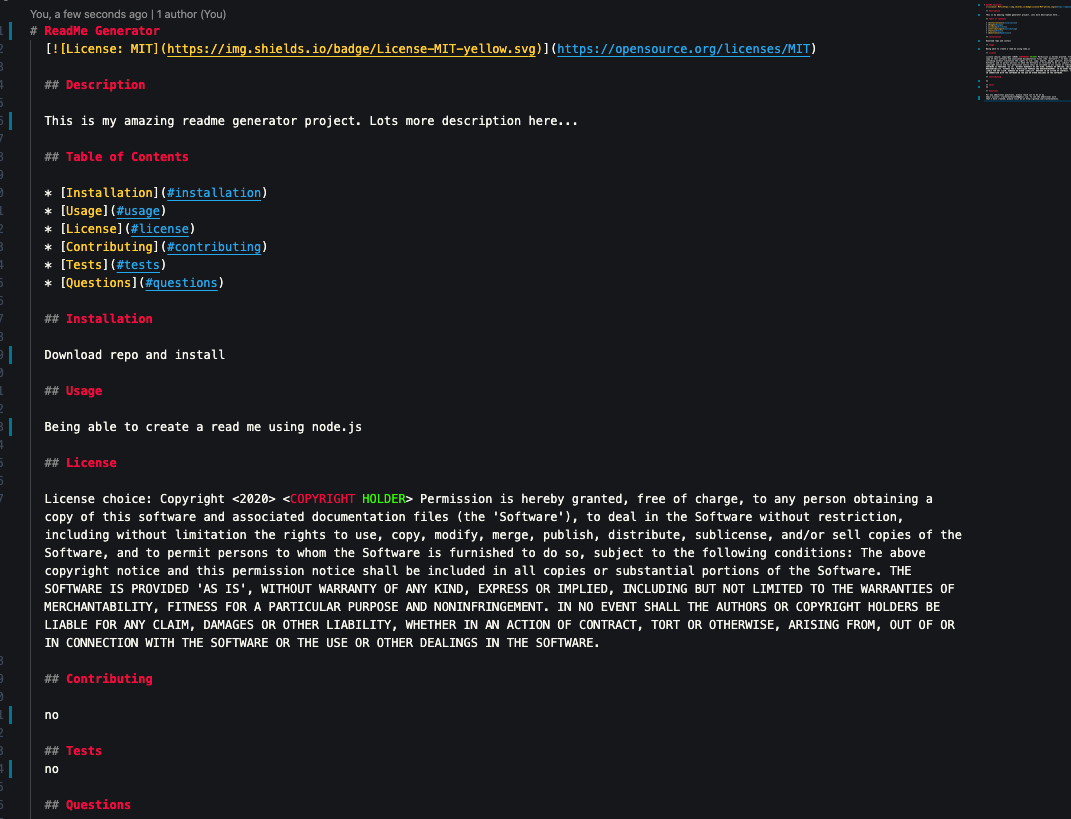 You, a few seconds ago | 1 author (You)
# ReadMe Generator
[![License: MIT](https://img.shields.io/badge/License-MIT-yellow.svg)](https://opensource.org/licenses/MIT)
## Description
This is my amazing readme generator project. Lots more description here...
## Table of Contents
* [Installation](#installation)
* [Usage](#usage)
* [License](#license)
* [Contributing](#contributing)
* [Tests](#tests)
* [Questions](#questions)
## Installation
Download repo and install
## Usage
Being able to create a read me using node.js
## License
License choice: Copyright <2020> <COPYRIGHT HOLDER> Permission is hereby granted, free of charge, to any person obtaining a
copy of this software and associated documentation files (the 'Software'), to deal in the Software without restriction,
including without limitation the rights to use, copy, modify, merge, publish, distribute, sublicense, and/or sell copies of the
Software, and to permit persons to whom the Software is furnished to do so, subject to the following conditions: The above
copyright notice and this permission notice shall be included in all copies or substantial portions of the Software. THE
SOFTWARE IS PROVIDED 'AS IS', WITHOUT WARRANTY OF ANY KIND, EXPRESS OR IMPLIED, INCLUDING BUT NOT LIMITED TO THE WARRANTIES OF
MERCHANTABILITY, FITNESS FOR A PARTICULAR PURPOSE AND NONINFRINGEMENT. IN NO EVENT SHALL THE AUTHORS OR COPYRIGHT HOLDERS BE
LIABLE FOR ANY CLAIM, DAMAGES OR OTHER LIABILITY, WHETHER IN AN ACTION OF CONTRACT, TORT OR OTHERWISE, ARISING FROM, OUT OF OR
IN CONNECTION WITH THE SOFTWARE OR THE USE OR OTHER DEALINGS IN THE SOFTWARE.
## Contributing
no
## Tests
no
## Questions